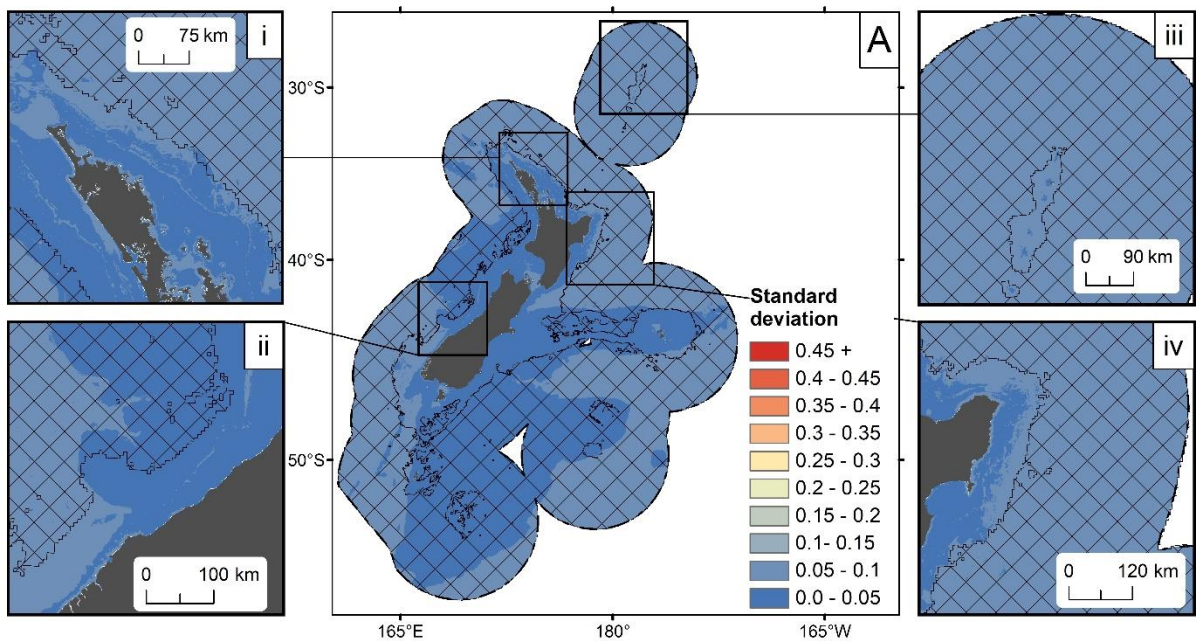 i
0 75 km
A
iii
0 90 km
30°S
40°S
50°S
Standard
deviation
0.45 +
0.4 - 0.45
0.35 - 0.4
0.3 - 0.35
0.25 - 0.3
0.2 - 0.25
0.15 - 0.2
0.1- 0.15
0.05 - 0.1
0.0 - 0.05
ii
0 100 km
iv
0 120 km
165°E 180° 165°W